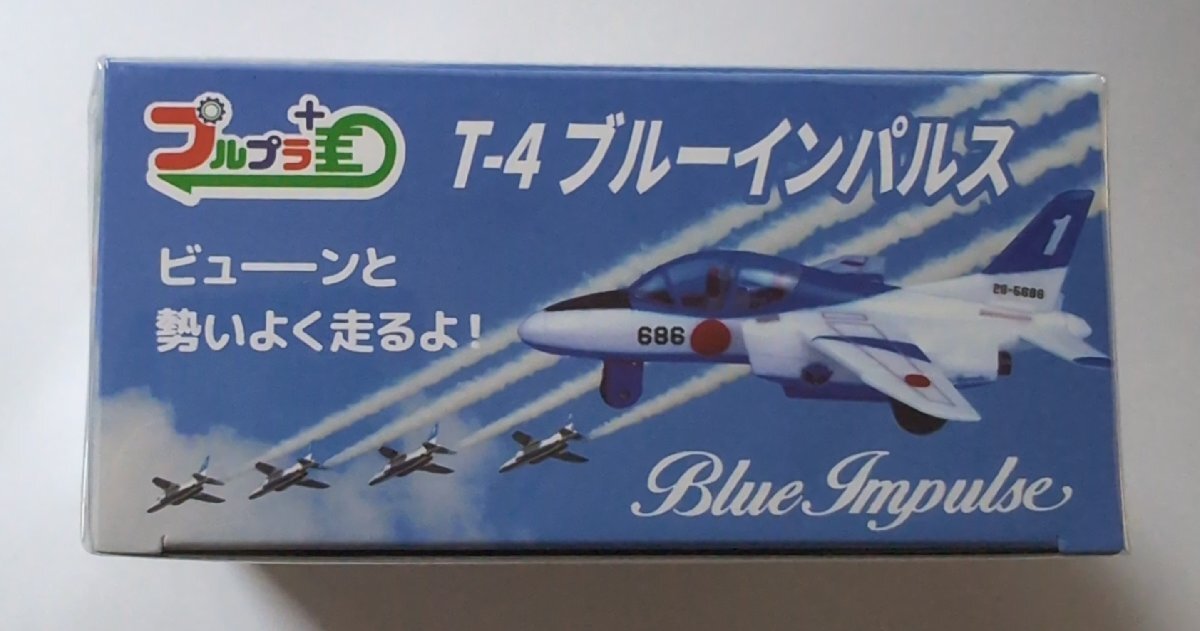 プルプラ+
T-4 ブルーインパルス
ビューーンと
勢いよく走るよ!
1
686
Blue Impulse